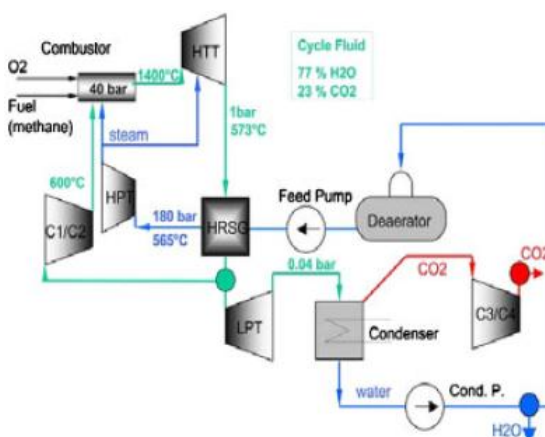 Combustor
HTT
Cycle Fluid
77 % H2O
23 % CO2
O2
Fuel
(methane)
40 bar
1400°C
steam
1bar
573°C
600°C
HPT
C1/C2
180 bar
565°C
HRSG
Feed Pump
Deaerator
0.04 bar
CO2
CO2
LPT
Condenser
C3/C4
water
Cond. P.
H2O